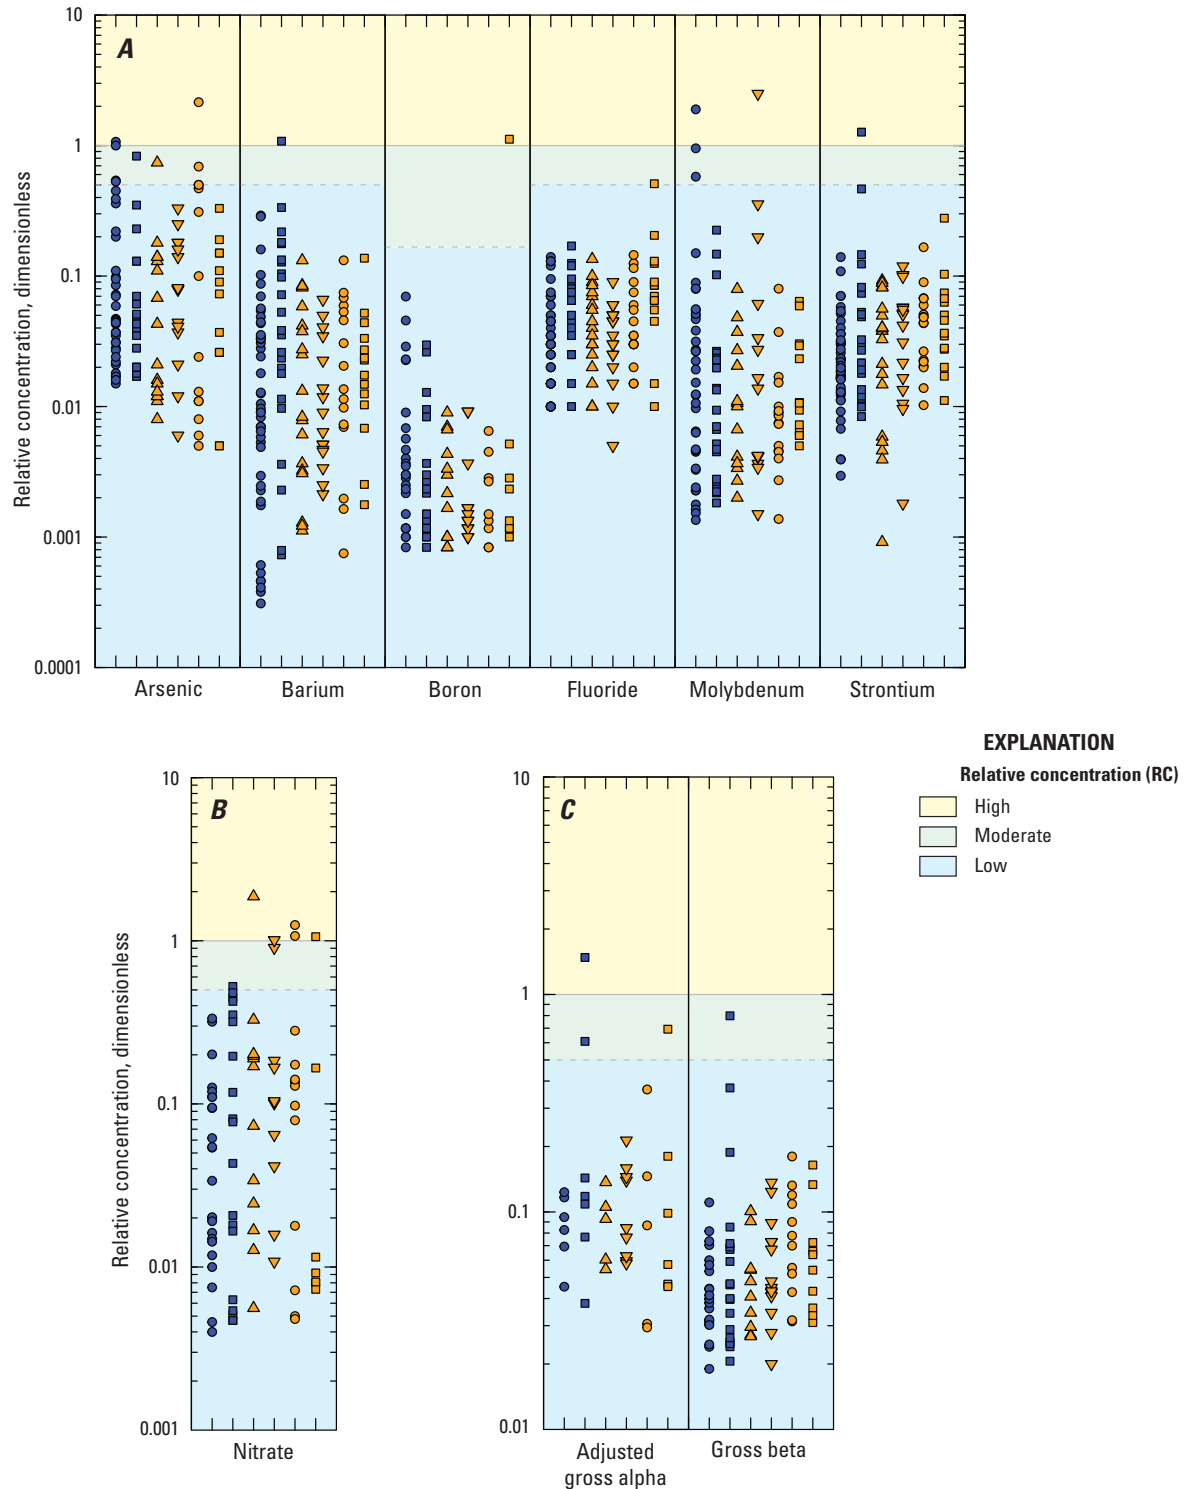 10
A
1
0.1
0.01
0.001
0.0001
Relative concentration, dimensionless
Arsenic
Barium
Boron
Fluoride
Molybdenum
Strontium
EXPLANATION
Relative concentration (RC)
High
Moderate
Low
10
B
1
0.1
0.01
0.001
Relative concentration, dimensionless
Nitrate
10
C
1
0.1
0.01
Adjusted
gross alpha
Gross beta